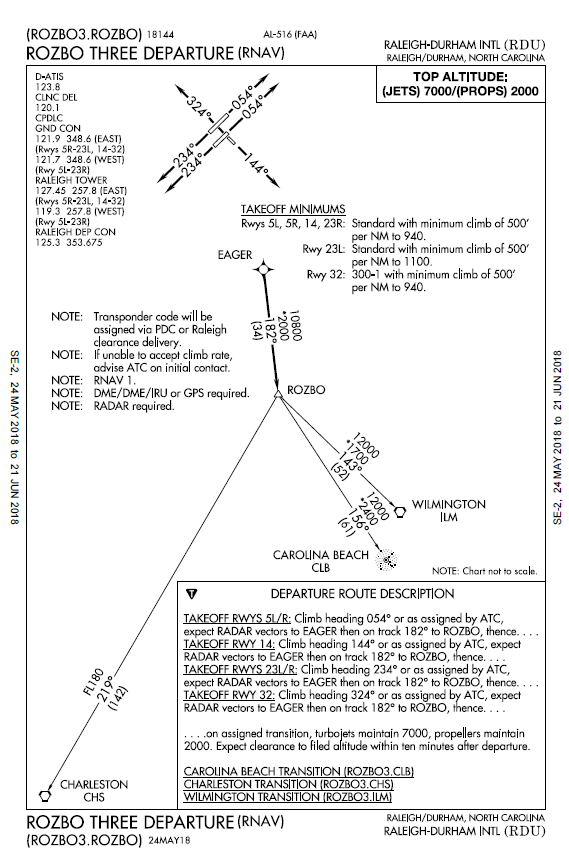 (ROZBO3.ROZBO) 18144
AL-516 (FAA)
ROZBO THREE DEPARTURE (RNAV)
RALEIGH-DURHAM INTL (RDU)
RALEIGH/DURHAM, NORTH CAROLINA
TOP ALTITUDE:
(JETS) 7000/(PROPS) 2000
D-ATIS
123.8
CLNC DEL
120.1
CPDLC
GND CON
121.9 348.6 (EAST)
(Rwys 5R-23L, 14-32)
121.7 348.6 (WEST)
(Rwy 5L-23R)
RALEIGH TOWER
127.45 257.8 (EAST)
(Rwys 5R-23L, 14-32)
119.3 257.8 (WEST)
(Rwy 5L-23R)
RALEIGH DEP CON
125.3 353.675
324°
054°
054°
234°
234°
144°
TAKEOFF MINIMUMS
Rwys 5L, 5R, 14, 23R: Standard with minimum climb of 500'
per NM to 940.
Rwy 23L: Standard with minimum climb of 500'
per NM to 1100.
Rwy 32: 300-1 with minimum climb of 500'
per NM to 940.
EAGER
10800
*2000
182°
(34)
NOTE: Transponder code will be
assigned via PDC or Raleigh
clearance delivery.
NOTE: If unable to accept climb rate,
advise ATC on initial contact.
NOTE: RNAV 1.
NOTE: DME/DME/IRU or GPS required.
NOTE: RADAR required.
ROZBO
12000
*1700
143°
(52)
12000
*2400
156°
(61)
WILMINGTON
ILM
CAROLINA BEACH
CLB
NOTE: Chart not to scale.
SE-2, 24 MAY 2018 to 21 JUN 2018
SE-2, 24 MAY 2018 to 21 JUN 2018
FL180
219°
(142)
CHARLESTON
CHS
T
DEPARTURE ROUTE DESCRIPTION
TAKEOFF RWYS 5L/R: Climb heading 054° or as assigned by ATC,
expect RADAR vectors to EAGER then on track 182° to ROZBO, thence. . . .
TAKEOFF RWY 14: Climb heading 144° or as assigned by ATC, expect
RADAR vectors to EAGER then on track 182° to ROZBO, thence. . . .
TAKEOFF RWYS 23L/R: Climb heading 234° or as assigned by ATC,
expect RADAR vectors to EAGER then on track 182° to ROZBO, thence. . . .
TAKEOFF RWY 32: Climb heading 324° or as assigned by ATC, expect
RADAR vectors to EAGER then on track 182° to ROZBO, thence. . . .
. . . .on assigned transition, turbojets maintain 7000, propellers maintain
2000. Expect clearance to filed altitude within ten minutes after departure.
CAROLINA BEACH TRANSITION (ROZBO3.CLB)
CHARLESTON TRANSITION (ROZBO3.CHS)
WILMINGTON TRANSITION (ROZBO3.ILM)
ROZBO THREE DEPARTURE (RNAV)
(ROZBO3.ROZBO) 24MAY18
RALEIGH/DURHAM, NORTH CAROLINA
RALEIGH-DURHAM INTL (RDU)